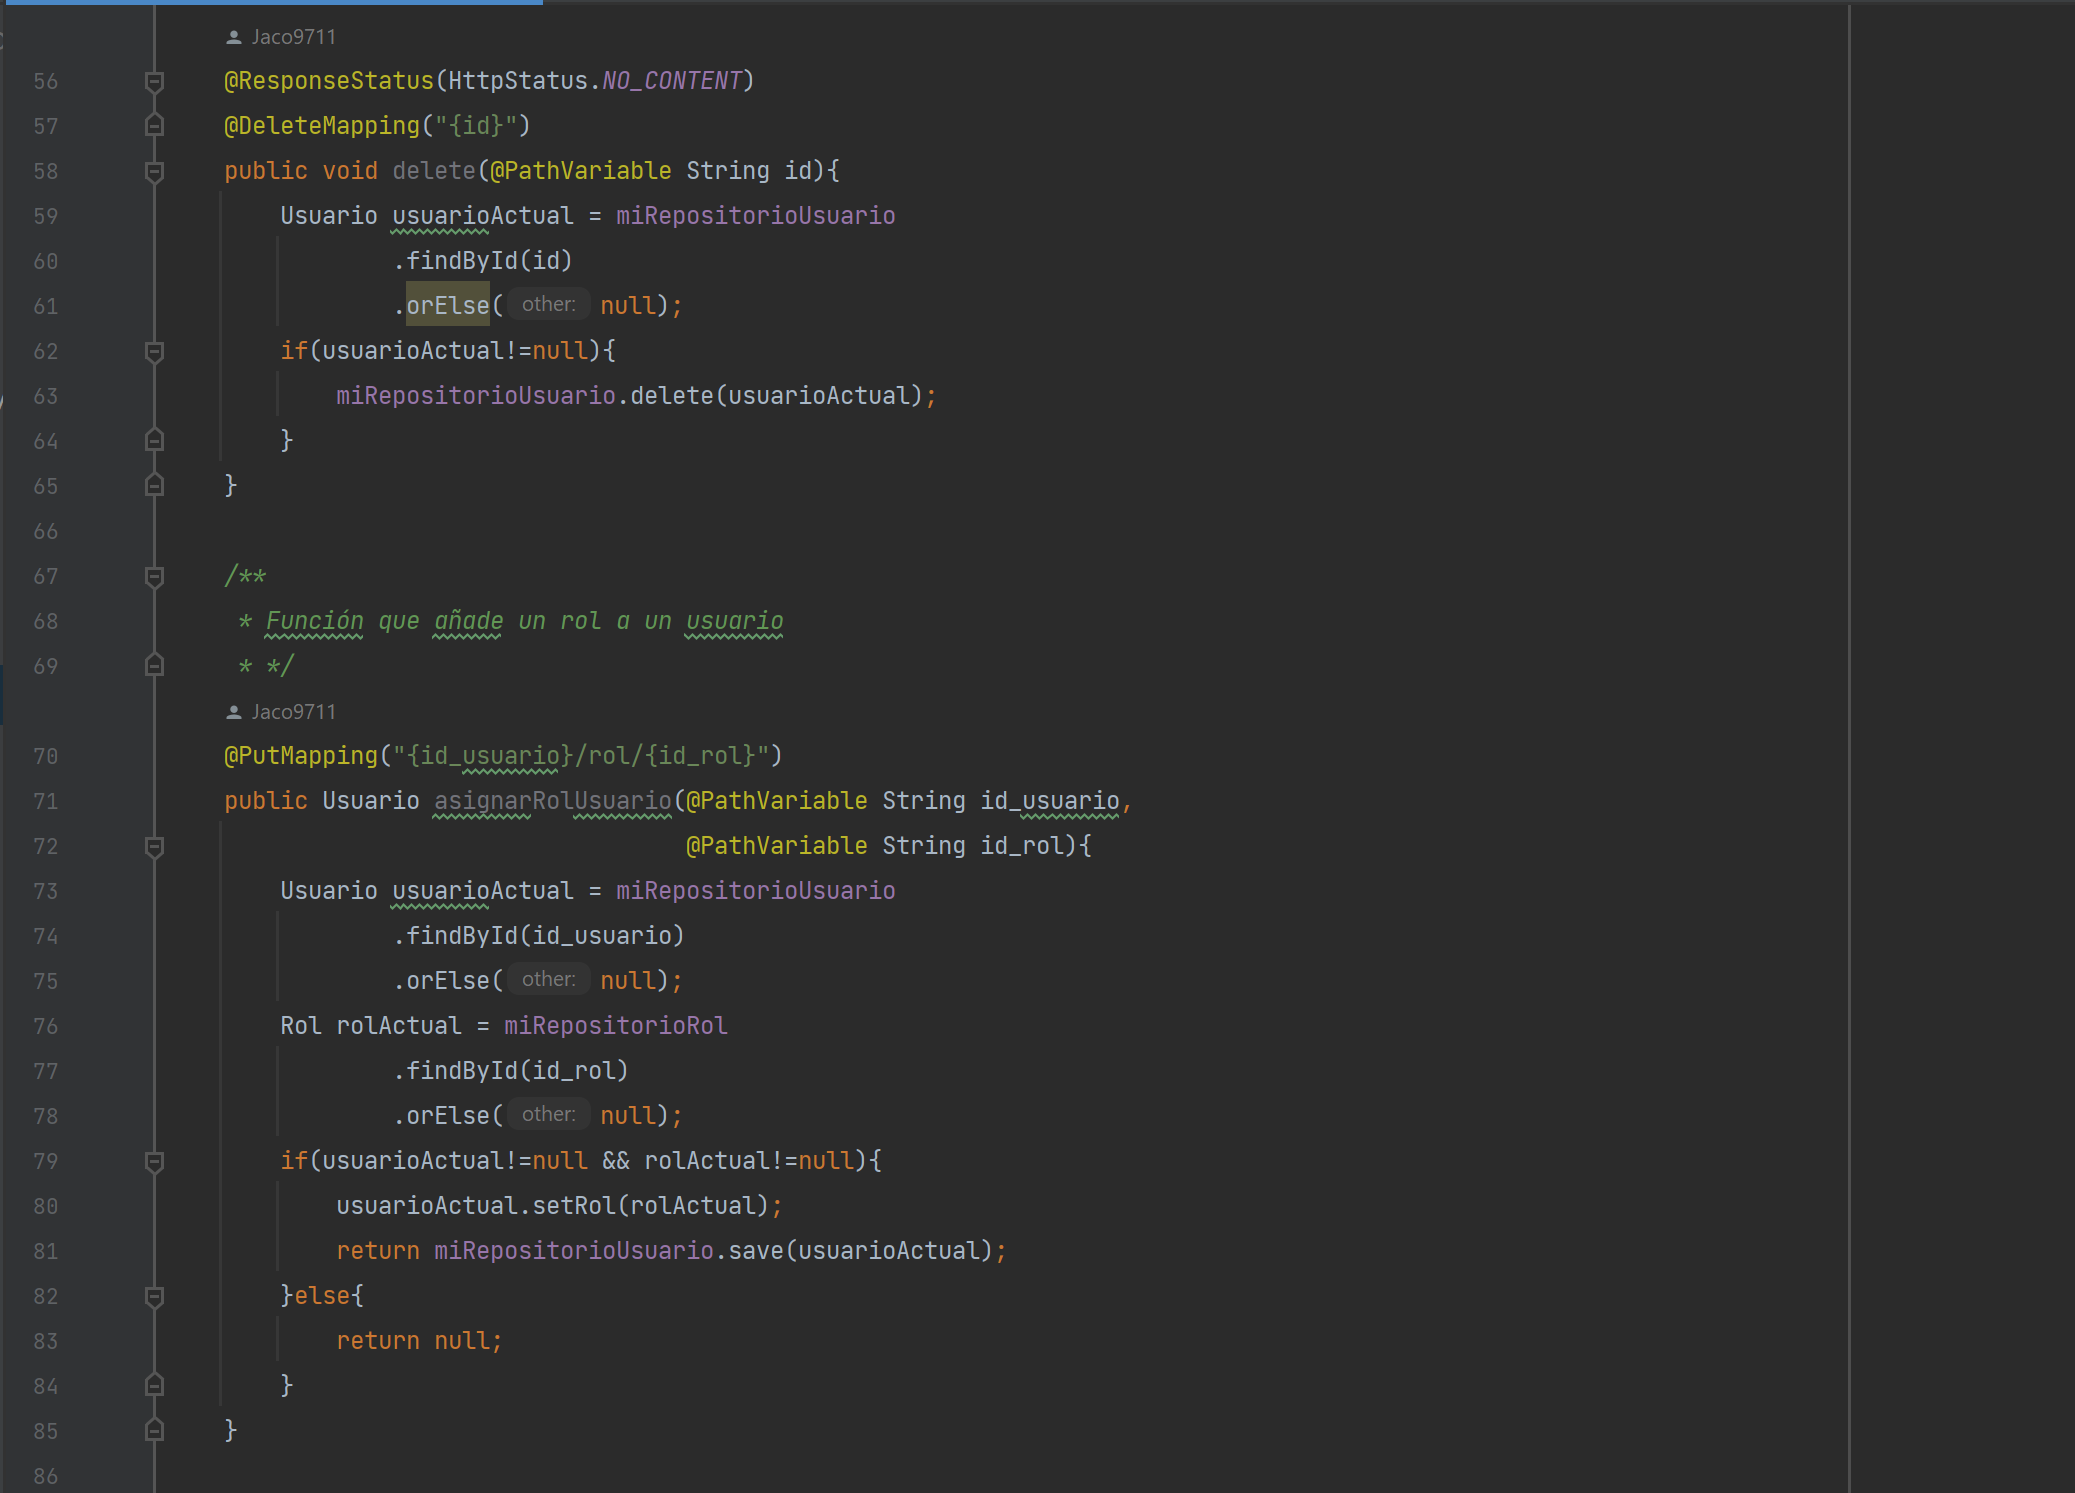 Jaco9711
56 @ResponseStatus(HttpStatus.NO_CONTENT)
57 @DeleteMapping("{id}")
58 public void delete(@PathVariable String id){
59 Usuario usuarioActual = miRepositorioUsuario
60 .findById(id)
61 .orElse( other: null);
62 if(usuarioActual!=null){
63 miRepositorioUsuario.delete(usuarioActual);
64 }
65 }
66
67 /**
68 * Función que añade un rol a un usuario
69 * */
Jaco9711
70 @PutMapping("{id_usuario}/rol/{id_rol}")
71 public Usuario asignarRolUsuario(@PathVariable String id_usuario,
72 @PathVariable String id_rol){
73 Usuario usuarioActual = miRepositorioUsuario
74 .findById(id_usuario)
75 .orElse( other: null);
76 Rol rolActual = miRepositorioRol
77 .findById(id_rol)
78 .orElse( other: null);
79 if(usuarioActual!=null && rolActual!=null){
80 usuarioActual.setRol(rolActual);
81 return miRepositorioUsuario.save(usuarioActual);
82 }else{
83 return null;
84 }
85 }
86